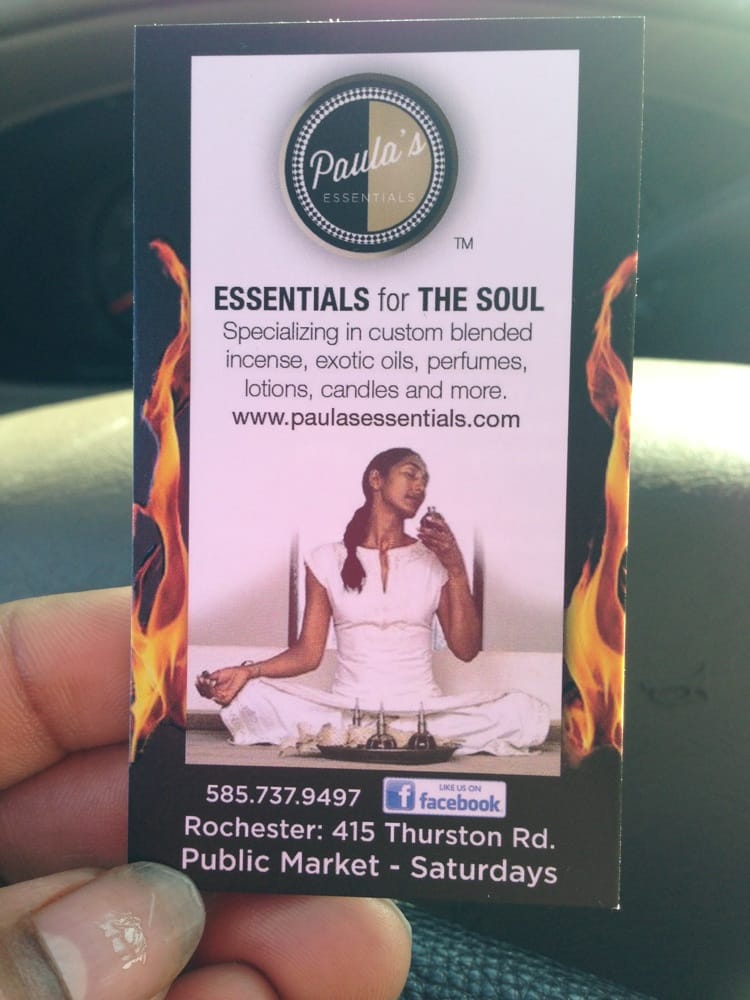 Paula's
ESSENTIALS
TM
ESSENTIALS for THE SOUL
Specializing in custom blended
incense, exotic oils, perfumes,
lotions, candles and more.
www.paulasessentials.com
585.737.9497
f
LIKE US ON
facebook
Rochester: 415 Thurston Rd.
Public Market - Saturdays